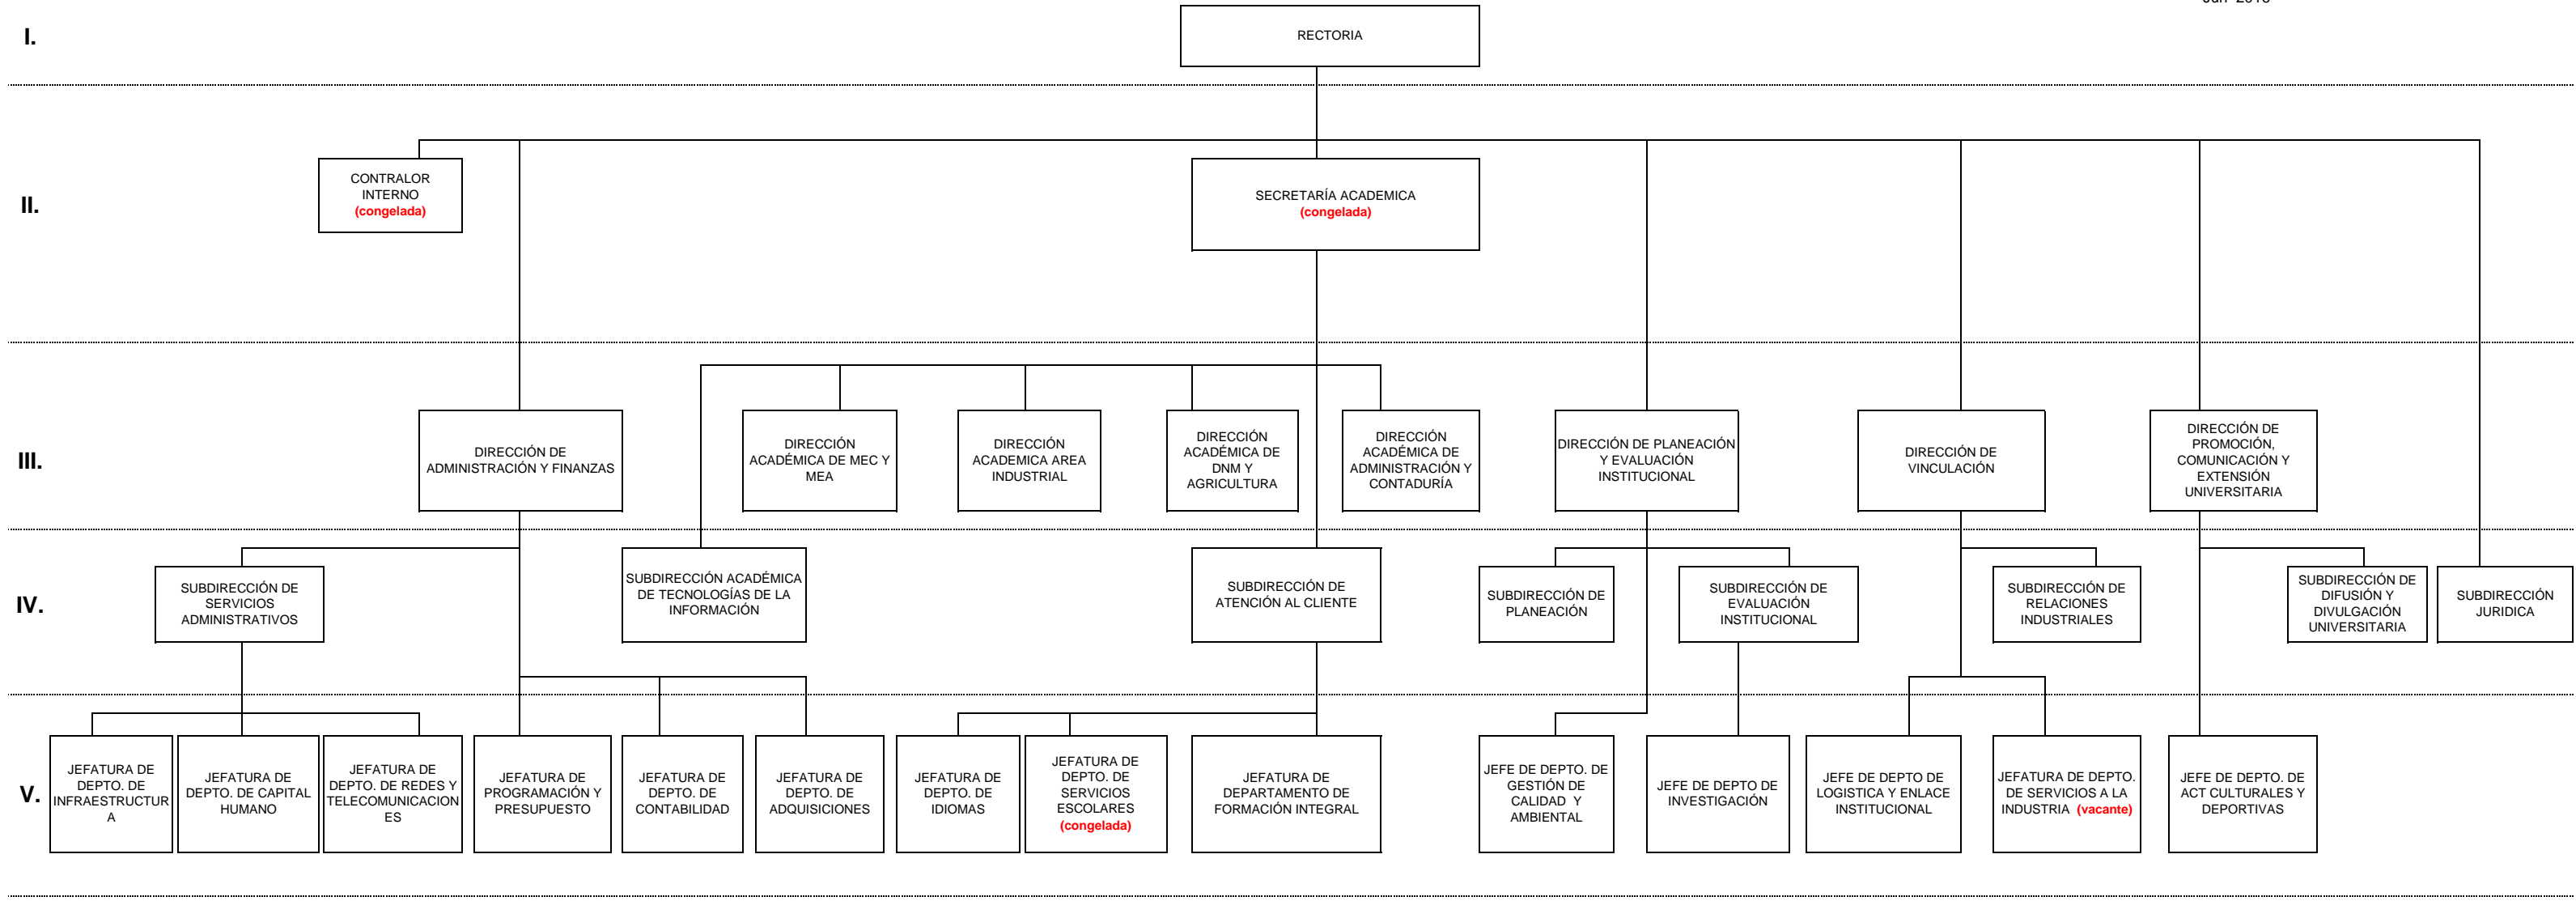 I.
RECTORIA
II.
CONTRALOR
INTERNO
(congelada)
SECRETARÍA ACADEMICA
(congelada)
III.
DIRECCIÓN DE
ADMINISTRACIÓN Y FINANZAS
DIRECCIÓN
ACADÉMICA DE MEC Y
MEA
DIRECCIÓN
ACADEMICA AREA
INDUSTRIAL
DIRECCIÓN
ACADÉMICA DE
DNM Y
AGRICULTURA
DIRECCIÓN
ACADÉMICA DE
ADMINISTRACIÓN Y
CONTADURÍA
DIRECCIÓN DE PLANEACIÓN
Y EVALUACIÓN
INSTITUCIONAL
DIRECCIÓN DE
VINCULACIÓN
DIRECCIÓN DE
PROMOCIÓN,
COMUNICACIÓN Y
EXTENSIÓN
UNIVERSITARIA
IV.
SUBDIRECCIÓN DE
SERVICIOS
ADMINISTRATIVOS
SUBDIRECCIÓN ACADÉMICA
DE TECNOLOGÍAS DE LA
INFORMACIÓN
SUBDIRECCIÓN DE
ATENCIÓN AL CLIENTE
SUBDIRECCIÓN DE
PLANEACIÓN
SUBDIRECCIÓN DE
EVALUACIÓN
INSTITUCIONAL
SUBDIRECCIÓN DE
RELACIONES
INDUSTRIALES
SUBDIRECCIÓN DE
DIFUSIÓN Y
DIVULGACIÓN
UNIVERSITARIA
SUBDIRECCIÓN
JURIDICA
V.
JEFATURA DE
DEPTO. DE
INFRAESTRUCTUR
A
JEFATURA DE
DEPTO. DE CAPITAL
HUMANO
JEFATURA DE
DEPTO. DE REDES Y
TELECOMUNICACION
ES
JEFATURA DE
PROGRAMACIÓN Y
PRESUPUESTO
JEFATURA DE
DEPTO. DE
CONTABILIDAD
JEFATURA DE
DEPTO. DE
ADQUISICIONES
JEFATURA DE
DEPTO. DE
IDIOMAS
JEFATURA DE
DEPTO. DE
SERVICIOS
ESCOLARES
(congelada)
JEFATURA DE
DEPARTAMENTO DE
FORMACIÓN INTEGRAL
JEFE DE DEPTO. DE
GESTIÓN DE
CALIDAD Y
AMBIENTAL
JEFE DE DEPTO DE
INVESTIGACIÓN
JEFE DE DEPTO DE
LOGISTICA Y ENLACE
INSTITUCIONAL
JEFATURA DE DEPTO.
DE SERVICIOS A LA
INDUSTRIA (vacante)
JEFE DE DEPTO. DE
ACT CULTURALES Y
DEPORTIVAS